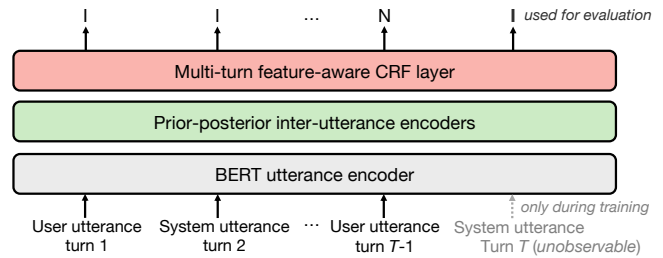 I I ... N I used for evaluation
Multi-turn feature-aware CRF layer
Prior-posterior inter-utterance encoders
BERT utterance encoder
only during training
User utterance System utterance ... User utterance System utterance
turn 1 turn 2 turn T-1 Turn T (unobservable)